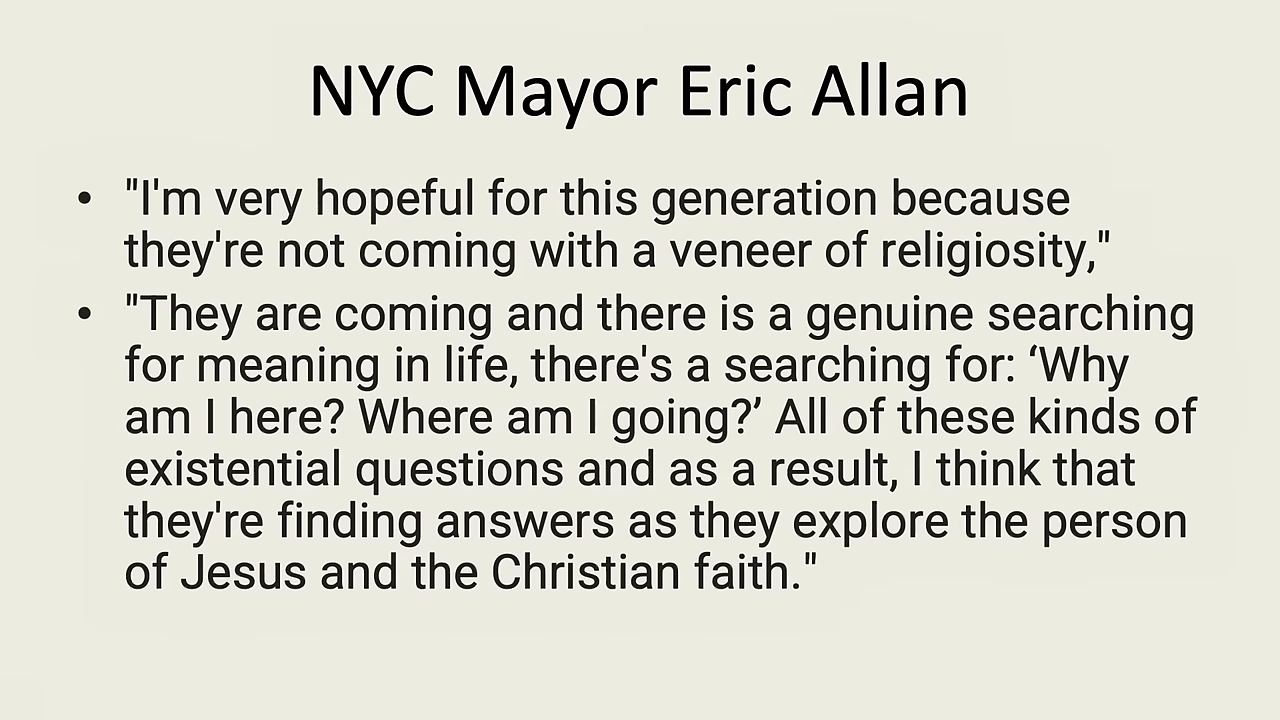 NYC Mayor Eric Allan
• "I'm very hopeful for this generation because
they're not coming with a veneer of religiosity,"
• "They are coming and there is a genuine searching
for meaning in life, there's a searching for: ‘Why
am I here? Where am I going?’ All of these kinds of
existential questions and as a result, I think that
they're finding answers as they explore the person
of Jesus and the Christian faith."